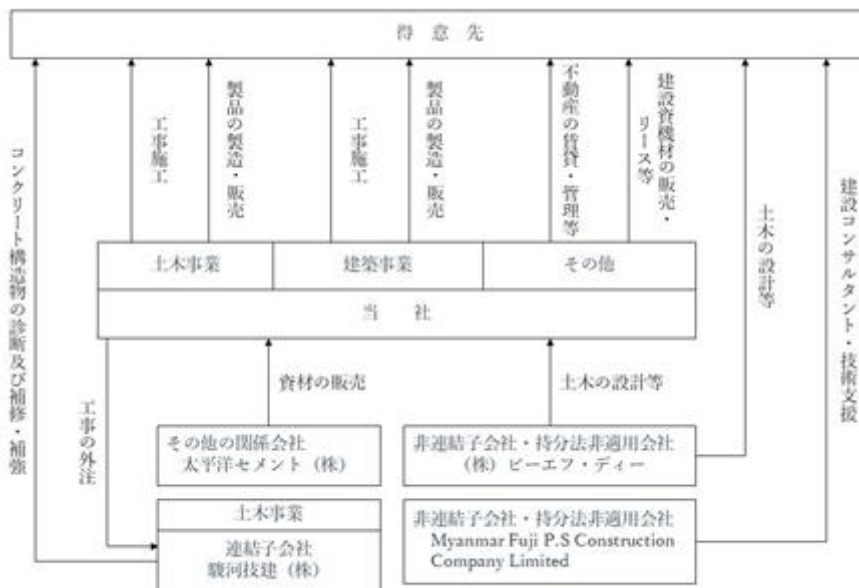 得意先
コンクリート構造物の診断及び補修・補強
工事施工
製品の製造・販売
工事施工
製品の製造・販売
不動産の賃貸・管理等
建設資機材の販売・
リース等
土木の設計等
建設コンサルタント・技術支援
土木事業
建築事業
その他
当社
工事の外注
資材の販売
土木の設計等
その他の関係会社
太平洋セメント（株）
非連結子会社・持分法非適用会社
（株）ピーエフ・ディー
土木事業
連結子会社
駿河技建（株）
非連結子会社・持分法非適用会社
Myanmar Fuji P.S Construction
Company Limited